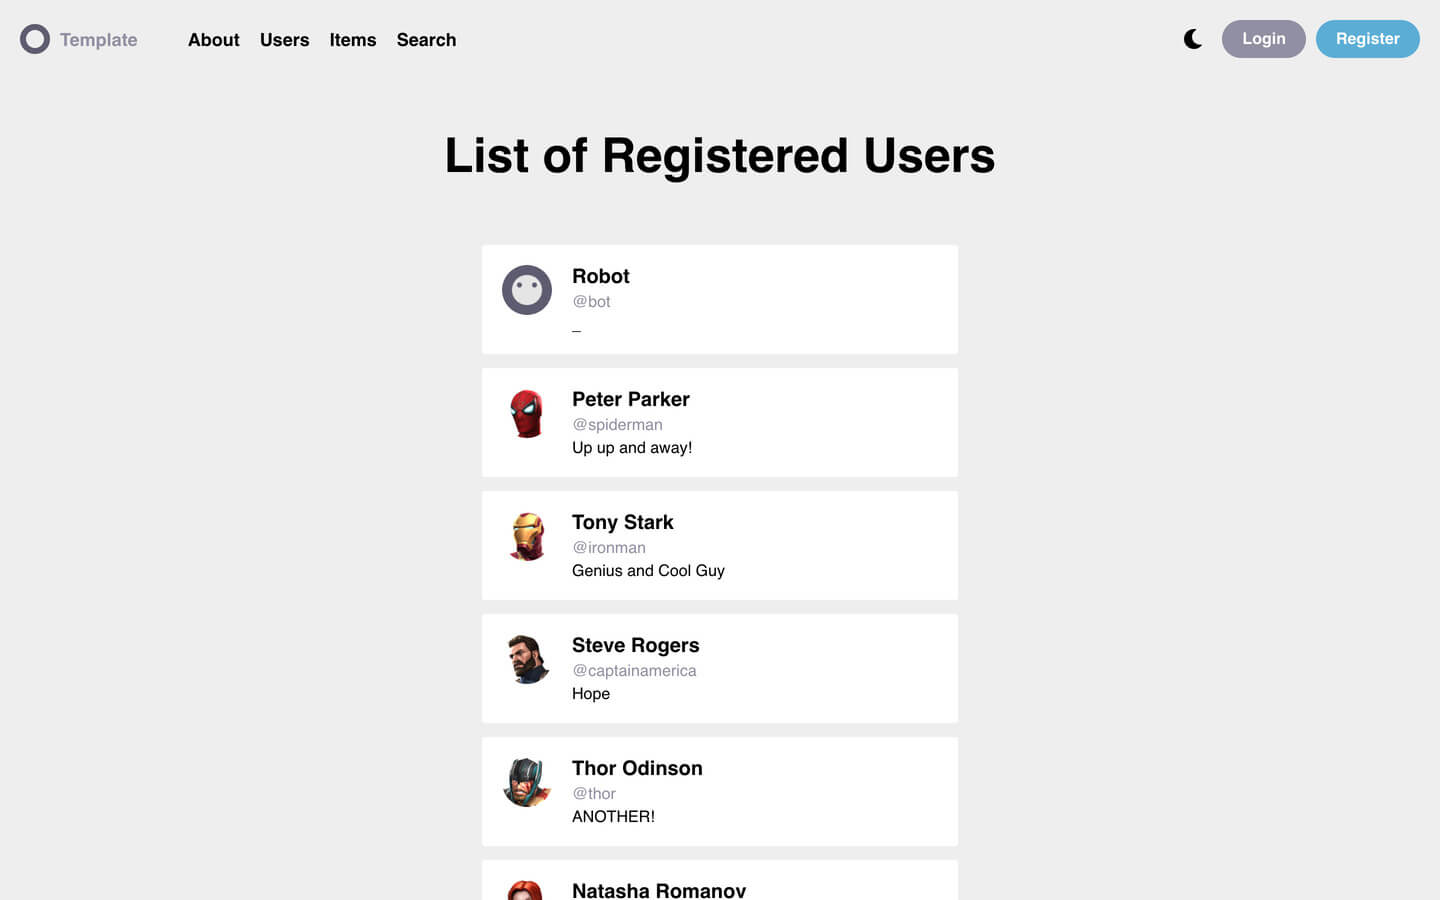 Template
About Users Items Search
Login
Register
List of Registered Users
Robot
@bot
_
Peter Parker
@spiderman
Up up and away!
Tony Stark
@ironman
Genius and Cool Guy
Steve Rogers
@captainamerica
Hope
Thor Odinson
@thor
ANOTHER!
Natasha Romanov